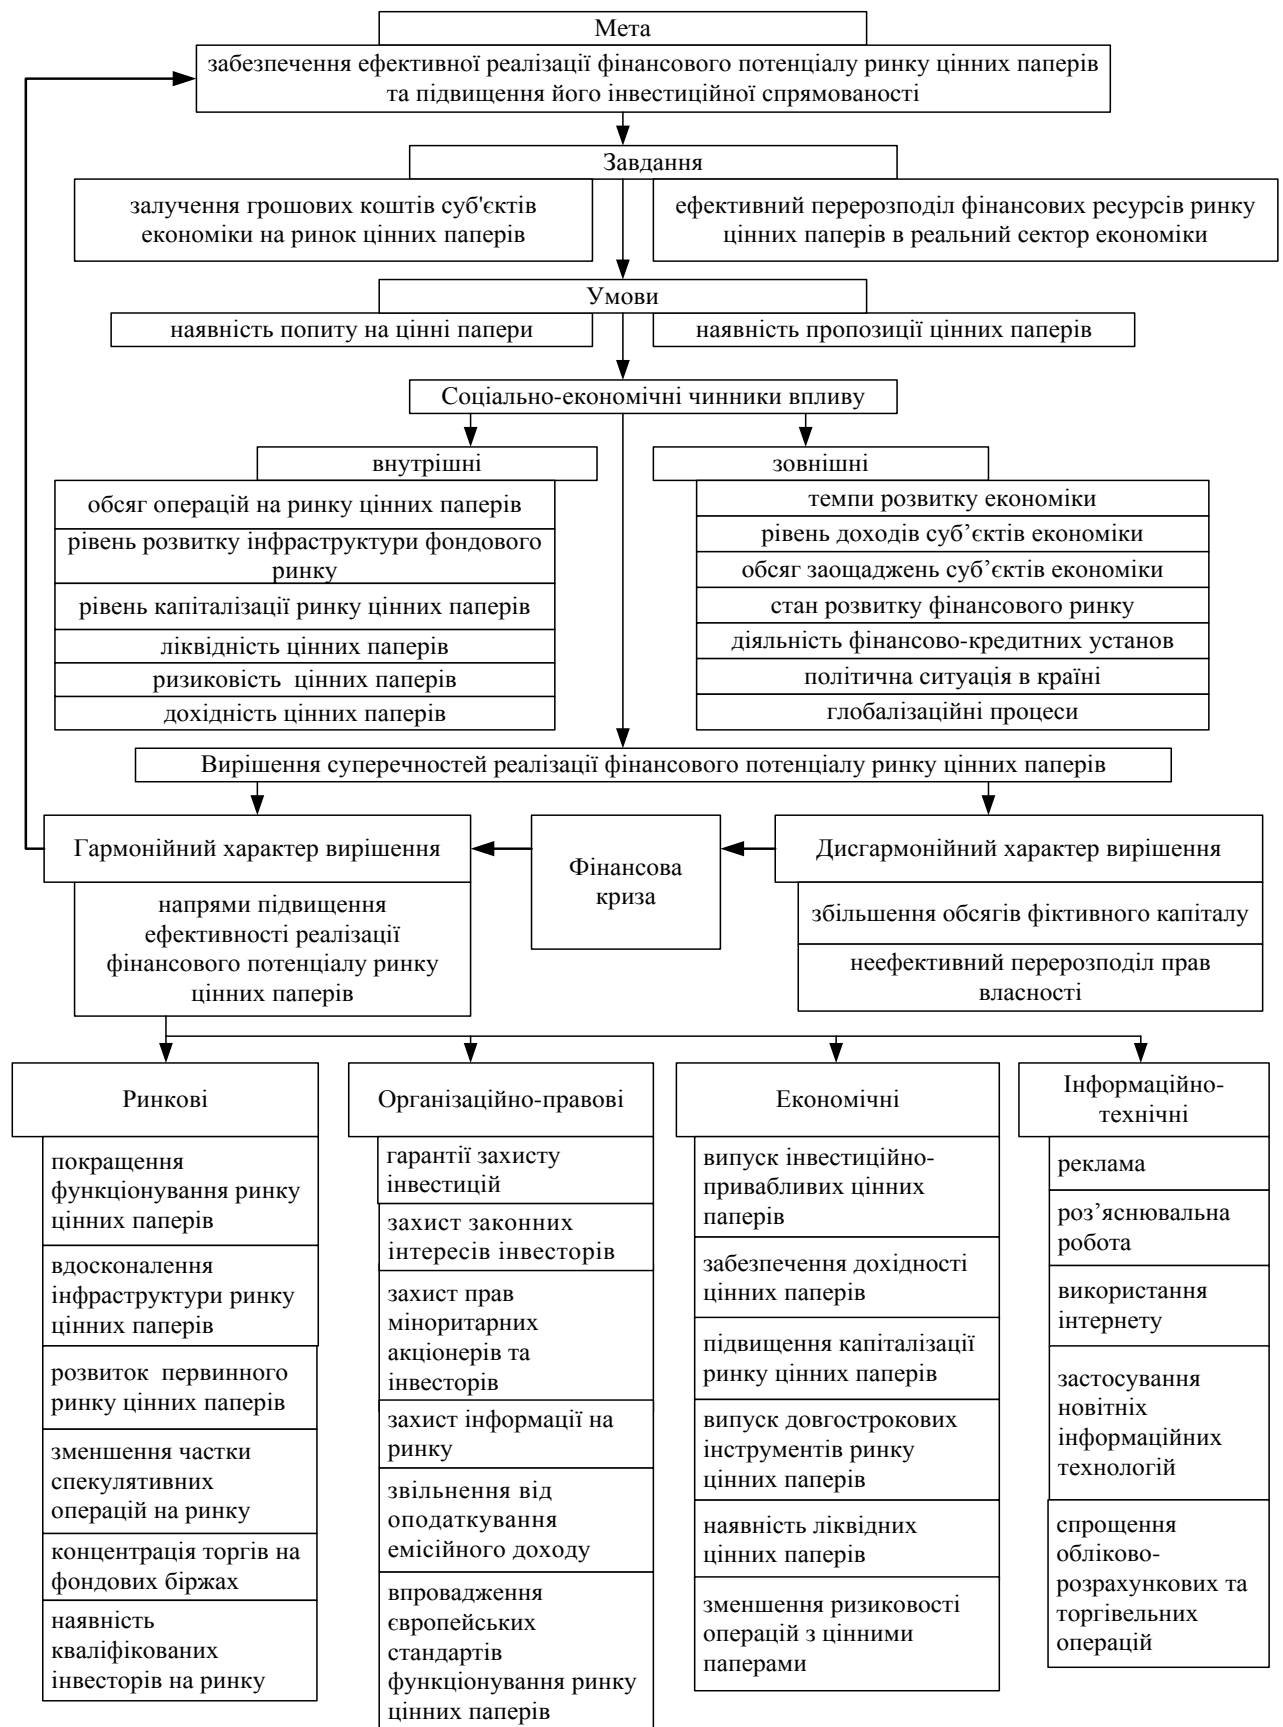 Мета
забезпечення ефективної реалізації фінансового потенціалу ринку цінних паперів
та підвищення його інвестиційної спрямованості
Завдання
залучення грошових коштів суб'єктів
економіки на ринок цінних паперів
ефективний перерозподіл фінансових ресурсів ринку
цінних паперів в реальний сектор економіки
Умови
наявність попиту на цінні папери
наявність пропозиції цінних паперів
Соціально-економічні чинники впливу
внутрішні
обсяг операцій на ринку цінних паперів
рівень розвитку інфраструктури фондового
ринку
рівень капіталізації ринку цінних паперів
ліквідність цінних паперів
ризиковість  цінних паперів
дохідність цінних паперів
зовнішні
темпи розвитку економіки
рівень доходів суб’єктів економіки
обсяг заощаджень суб’єктів економіки
стан розвитку фінансового ринку
діяльність фінансово-кредитних установ
політична ситуація в країні
глобалізаційні процеси
Вирішення суперечностей реалізації фінансового потенціалу ринку цінних паперів
Гармонійний характер вирішення
напрями підвищення
ефективності реалізації
фінансового потенціалу ринку
цінних паперів
Фінансова
криза
Дисгармонійний характер вирішення
збільшення обсягів фіктивного капіталу
неефективний перерозподіл прав
власності
Ринкові
покращення
функціонування ринку
цінних паперів
вдосконалення
інфраструктури ринку
цінних паперів
розвиток  первинного
ринку цінних паперів
зменшення частки
спекулятивних
операцій на ринку
концентрація торгів на
фондових біржах
наявність
кваліфікованих
інвесторів на ринку
Організаційно-правові
гарантії захисту
інвестицій
захист законних
інтересів інвесторів
захист прав
міноритарних
акціонерів та
інвесторів
захист інформації на
ринку
звільнення від
оподаткування
емісійного доходу
впровадження
європейських
стандартів
функціонування ринку
цінних паперів
Економічні
випуск інвестиційно-
привабливих цінних
паперів
забезпечення дохідності
цінних паперів
підвищення капіталізації
ринку цінних паперів
випуск довгострокових
інструментів ринку
цінних паперів
наявність ліквідних
цінних паперів
зменшення ризиковості
операцій з цінними
паперами
Інформаційно-
технічні
реклама
роз’яснювальна
робота
використання
інтернету
застосування
новітніх
інформаційних
технологій
спрощення
обліково-
розрахункових та
торгівельних
операцій